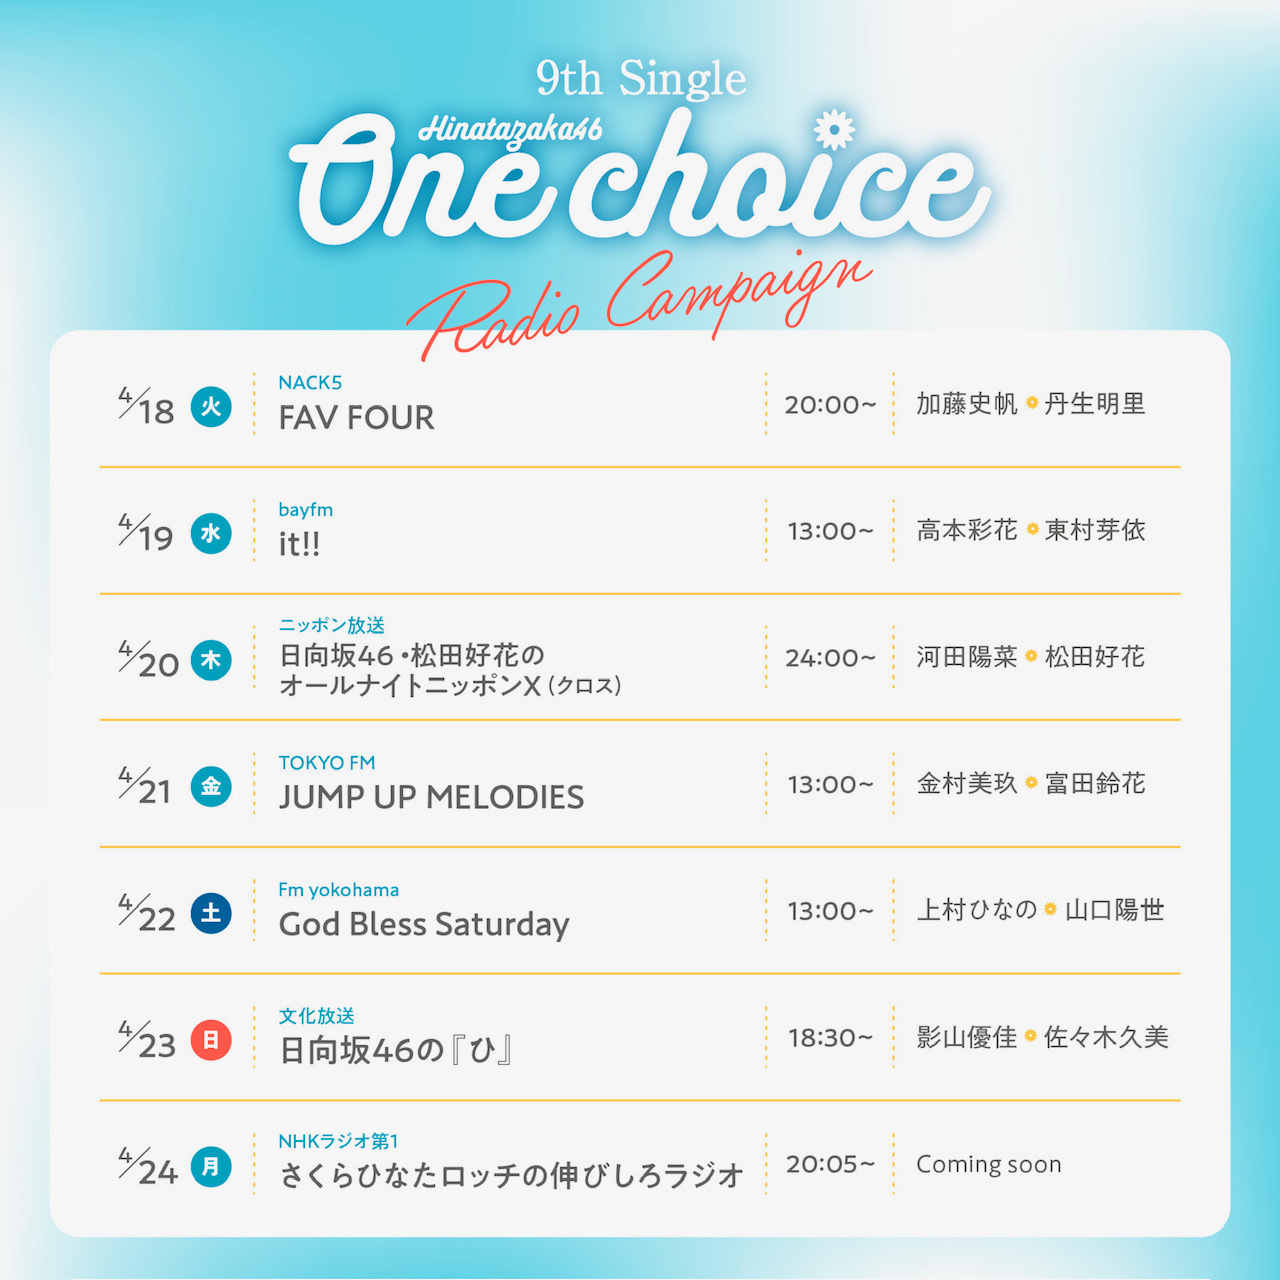 9th Single
Hinatazaka46
One choice
Radio Campaign
4/18 火 NACK5
FAV FOUR
20:00~ 加藤史帆 丹生明里
4/19 水 bayfm
it!!
13:00~ 高本彩花 東村芽依
4/20 木 ニッポン放送
日向坂46・松田好花の
オールナイトニッポンX(クロス)
24:00~ 河田陽菜 松田好花
4/21 金 TOKYO FM
JUMP UP MELODIES
13:00~ 金村美玖 富田鈴花
4/22 土 Fm yokohama
God Bless Saturday
13:00~ 上村ひなの 山口陽世
4/23 日 文化放送
日向坂46の『ひ』
18:30~ 影山優佳 佐々木久美
4/24 月 NHKラジオ第1
さくらひなたロッチの伸びしろラジオ
20:05~ Coming soon